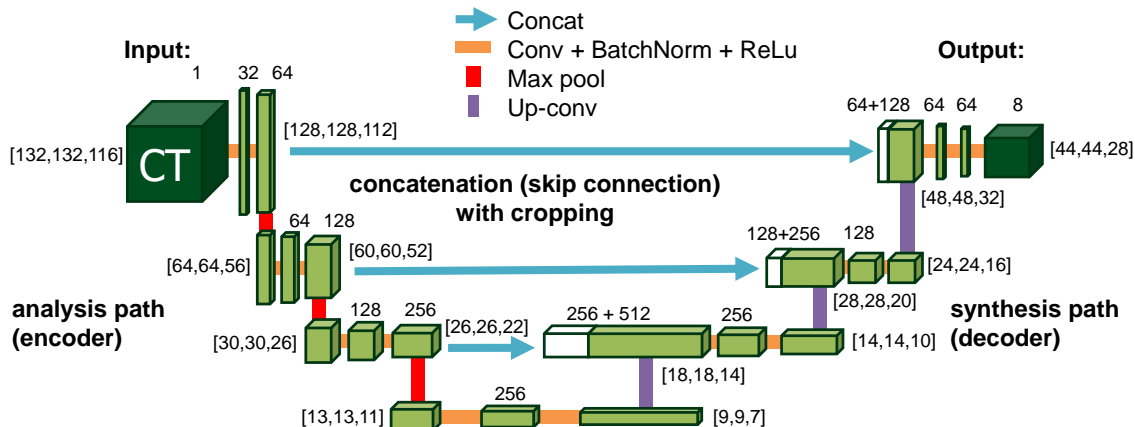 Concat
Conv + BatchNorm + ReLu
Max pool
Up-conv
Input:
Output:
1 32 64
64+128 64 64 8
CT
[132,132,116]
[128,128,112]
[44,44,28]
concatenation (skip connection)
with cropping
[48,48,32]
64 128
128+256 128
[64,64,56]
[60,60,52]
[24,24,16]
[28,28,20]
analysis path
(encoder)
synthesis path
(decoder)
128 256
[26,26,22]
256 + 512 256
[30,30,26]
[14,14,10]
[18,18,14]
256
[13,13,11]
[9,9,7]